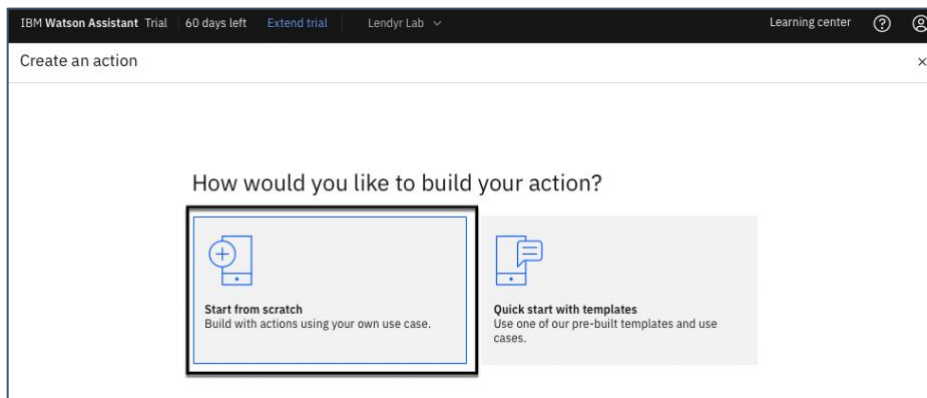 IBM Watson Assistant Trial 60 days left Extend trial Lendyr Lab Learning center
Create an action
How would you like to build your action?
Start from scratch
Build with actions using your own use case.
Quick start with templates
Use one of our pre-built templates and use
cases.